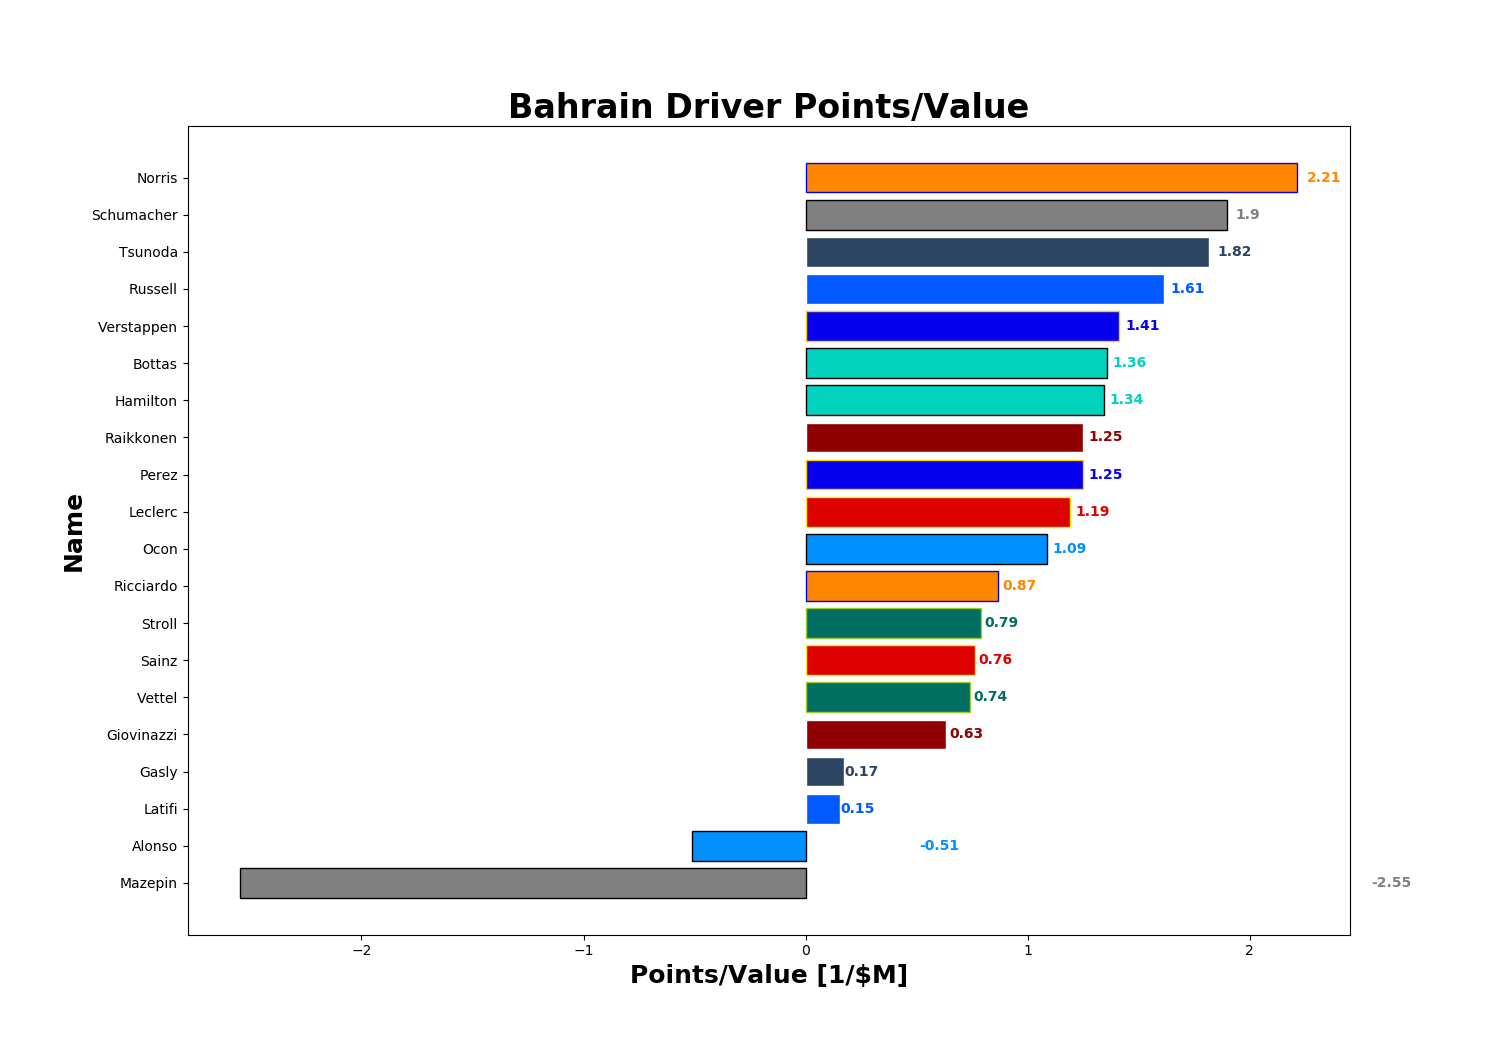 Bahrain Driver Points/Value
Norris 2.21
Schumacher 1.9
Tsunoda 1.82
Russell 1.61
Verstappen 1.41
Bottas 1.36
Hamilton 1.34
Raikkonen 1.25
Perez 1.25
Leclerc 1.19
Ocon 1.09
Ricciardo 0.87
Stroll 0.79
Sainz 0.76
Vettel 0.74
Giovinazzi 0.63
Gasly 0.17
Latifi 0.15
Alonso -0.51
Mazepin -2.55
Name
−2 −1 0 1 2
Points/Value [1/$M]